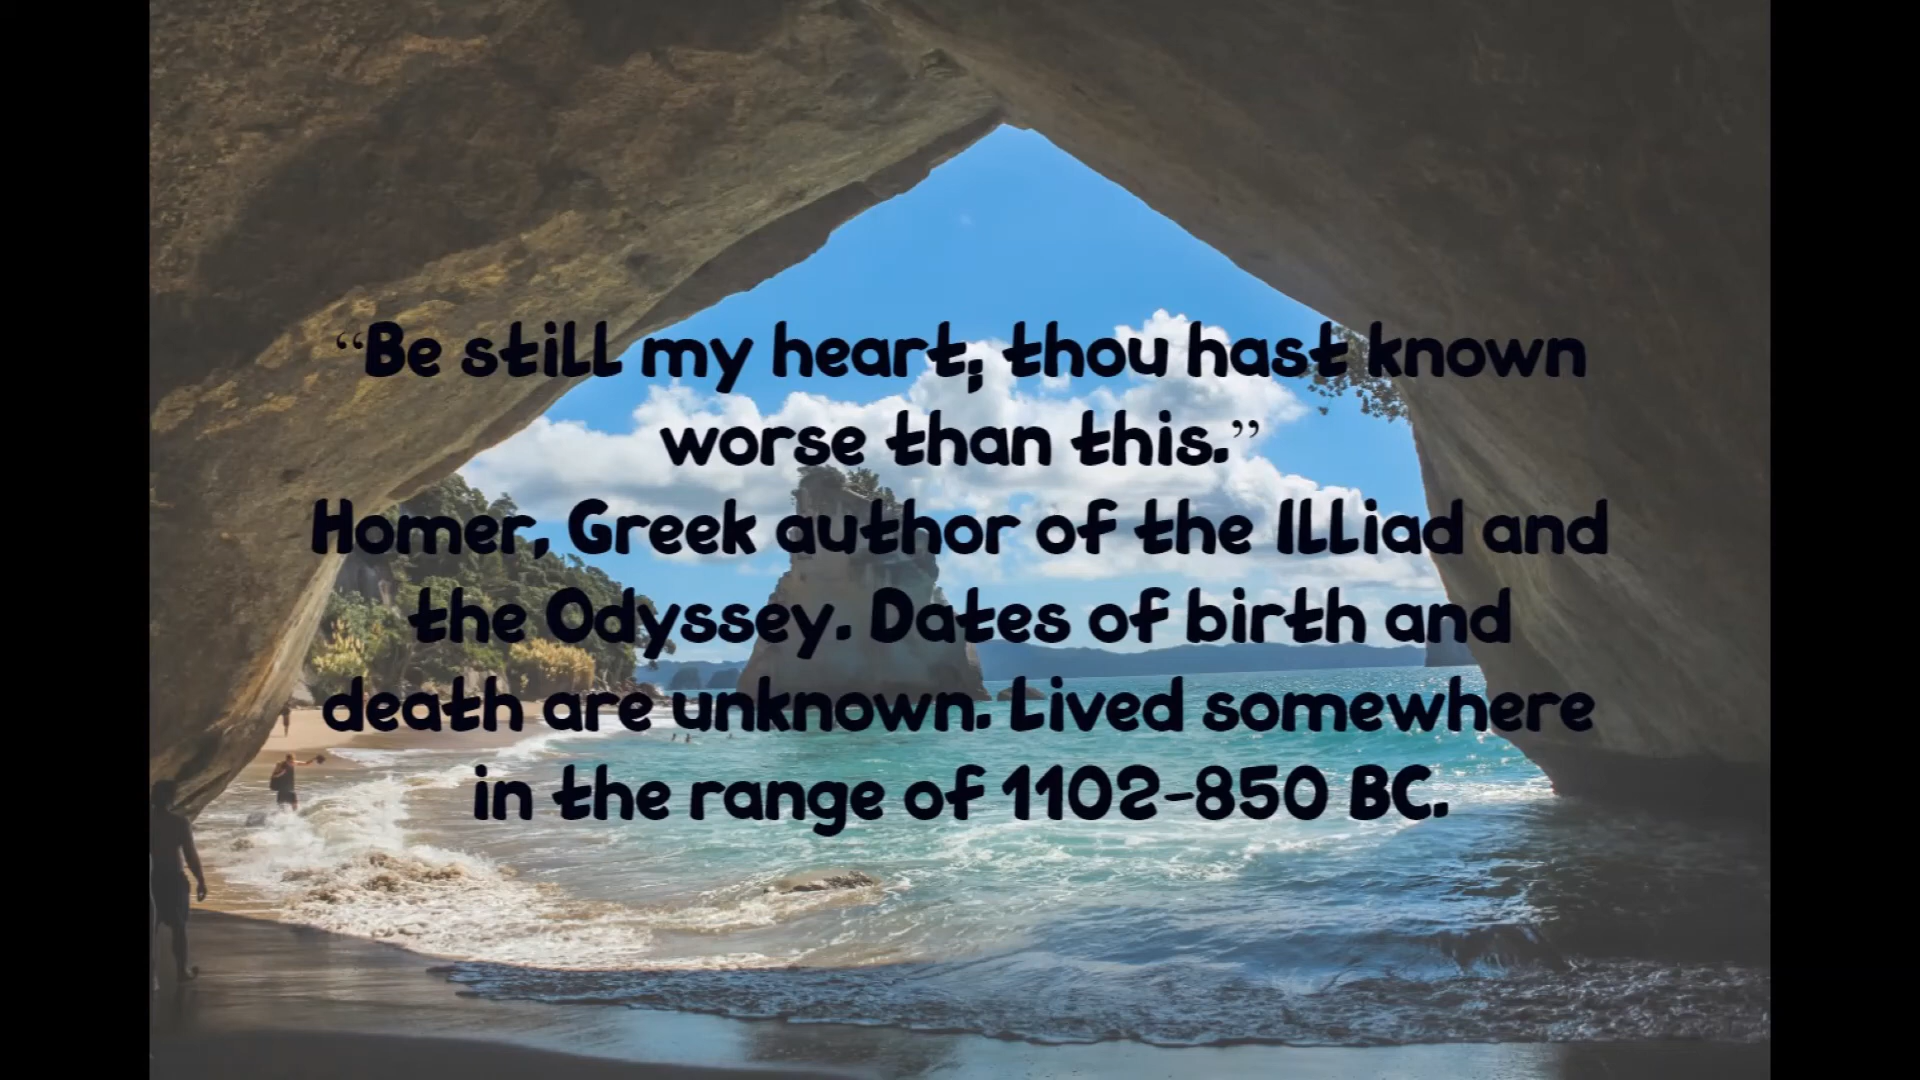 “Be still my heart; thou hast known
worse than this.”
Homer, Greek author of the Illiad and
the Odyssey. Dates of birth and
death are unknown. Lived somewhere
in the range of 1102-850 BC.